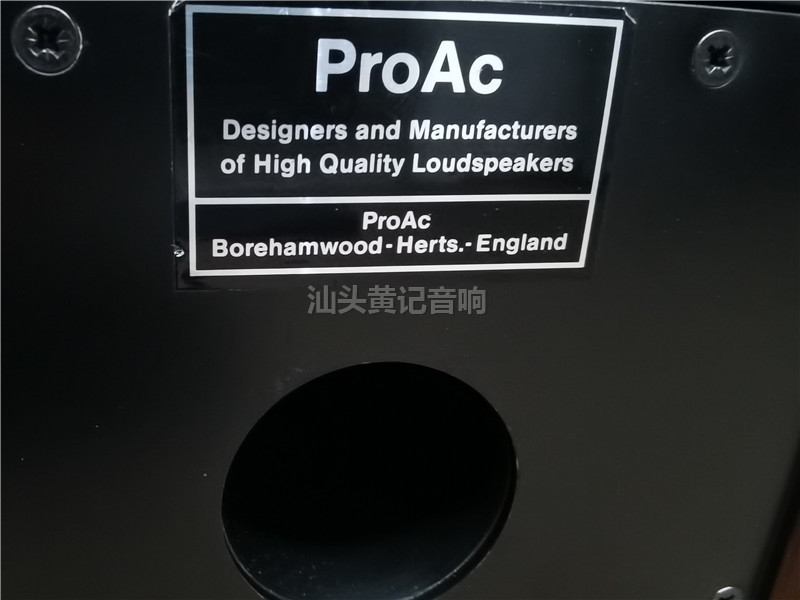 ProAc
Designers and Manufacturers
of High Quality Loudspeakers
ProAc
Borehamwood-Herts.-England
汕头黄记音响